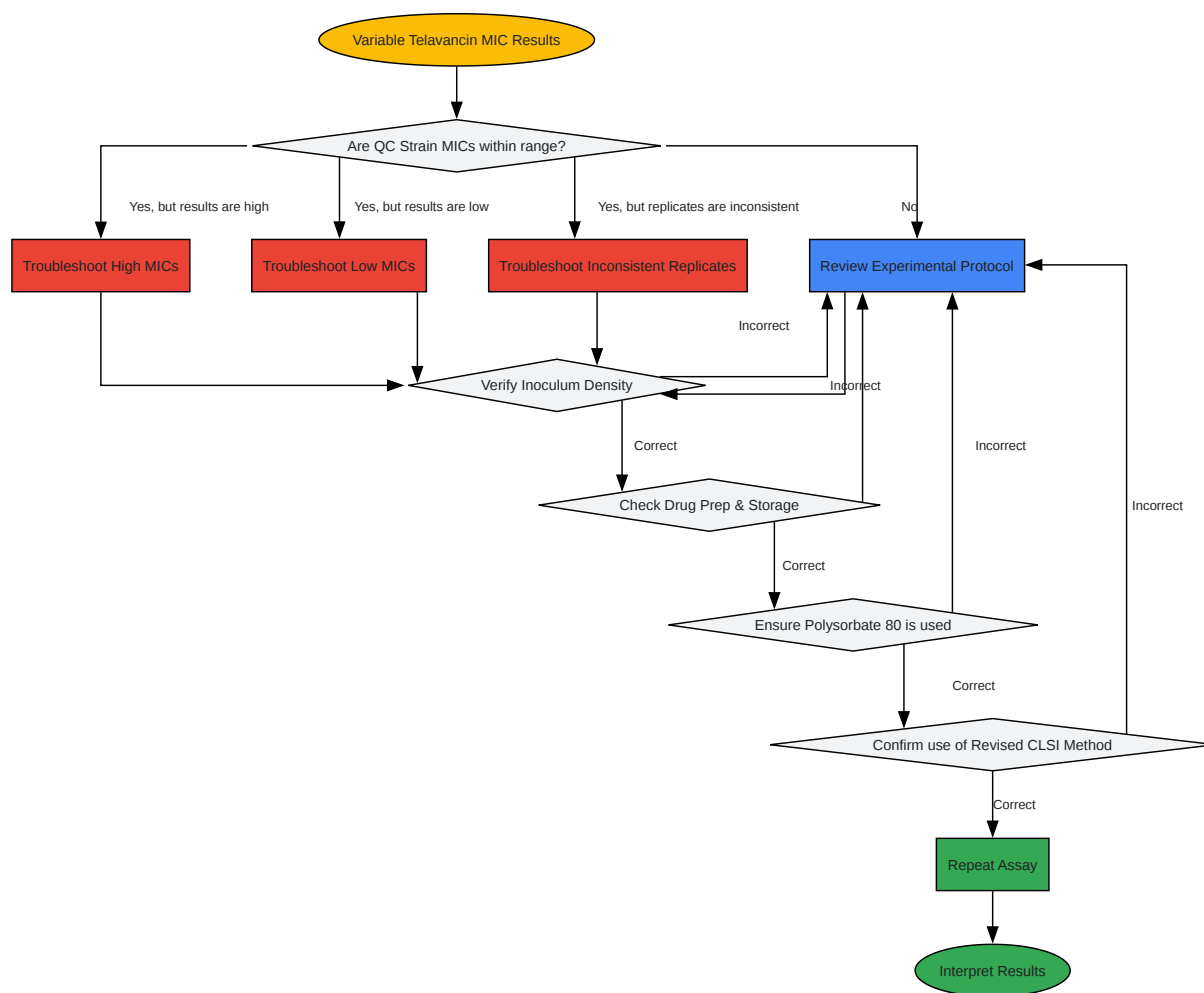 Variable Telavancin MIC Results
Are QC Strain MICs within range?
Yes, but results are high
Yes, but results are low
Yes, but replicates are inconsistent
No
Troubleshoot High MICs
Troubleshoot Low MICs
Troubleshoot Inconsistent Replicates
Review Experimental Protocol
Incorrect
Verify Inoculum Density
Incorrect
Correct
Incorrect
Check Drug Prep & Storage
Incorrect
Correct
Ensure Polysorbate 80 is used
Correct
Confirm use of Revised CLSI Method
Correct
Repeat Assay
Interpret Results